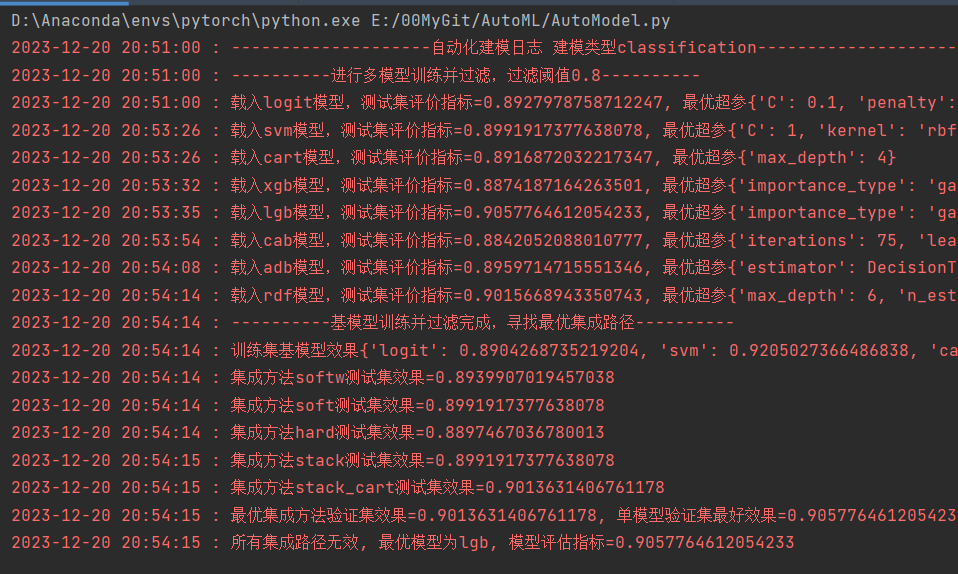 D:\Anaconda\envs\pytorch\python.exe E:/00MyGit/AutoML/AutoModel.py
2023-12-20 20:51:00 : --------------------自动化建模日志 建模类型classification--------------------
2023-12-20 20:51:00 : ----------进行多模型训练并过滤，过滤阈值0.8----------
2023-12-20 20:51:00 : 载入logit模型，测试集评价指标=0.8927978758712247, 最优超参{'C': 0.1, 'penalty':
2023-12-20 20:53:26 : 载入svm模型，测试集评价指标=0.8991917377638078, 最优超参{'C': 1, 'kernel': 'rbf
2023-12-20 20:53:26 : 载入cart模型，测试集评价指标=0.8916872032217347, 最优超参{'max_depth': 4}
2023-12-20 20:53:32 : 载入xgb模型，测试集评价指标=0.8874187164263501, 最优超参{'importance_type': 'ga
2023-12-20 20:53:35 : 载入lgb模型，测试集评价指标=0.9057764612054233, 最优超参{'importance_type': 'ga
2023-12-20 20:53:54 : 载入cab模型，测试集评价指标=0.8842052088010777, 最优超参{'iterations': 75, 'lea
2023-12-20 20:54:08 : 载入adb模型，测试集评价指标=0.8959714715551346, 最优超参{'estimator': DecisionT
2023-12-20 20:54:14 : 载入rdf模型，测试集评价指标=0.9015668943350743, 最优超参{'max_depth': 6, 'n_est
2023-12-20 20:54:14 : ----------基模型训练并过滤完成，寻找最优集成路径----------
2023-12-20 20:54:14 : 训练集基模型效果{'logit': 0.8904268735219204, 'svm': 0.9205027366486838, 'ca
2023-12-20 20:54:14 : 集成方法softw测试集效果=0.8939907019457038
2023-12-20 20:54:14 : 集成方法soft测试集效果=0.8991917377638078
2023-12-20 20:54:14 : 集成方法hard测试集效果=0.8897467036780013
2023-12-20 20:54:15 : 集成方法stack测试集效果=0.8991917377638078
2023-12-20 20:54:15 : 集成方法stack_cart测试集效果=0.9013631406761178
2023-12-20 20:54:15 : 最优集成方法验证集效果=0.9013631406761178, 单模型验证集最好效果=0.905776461205423
2023-12-20 20:54:15 : 所有集成路径无效, 最优模型为lgb, 模型评估指标=0.9057764612054233